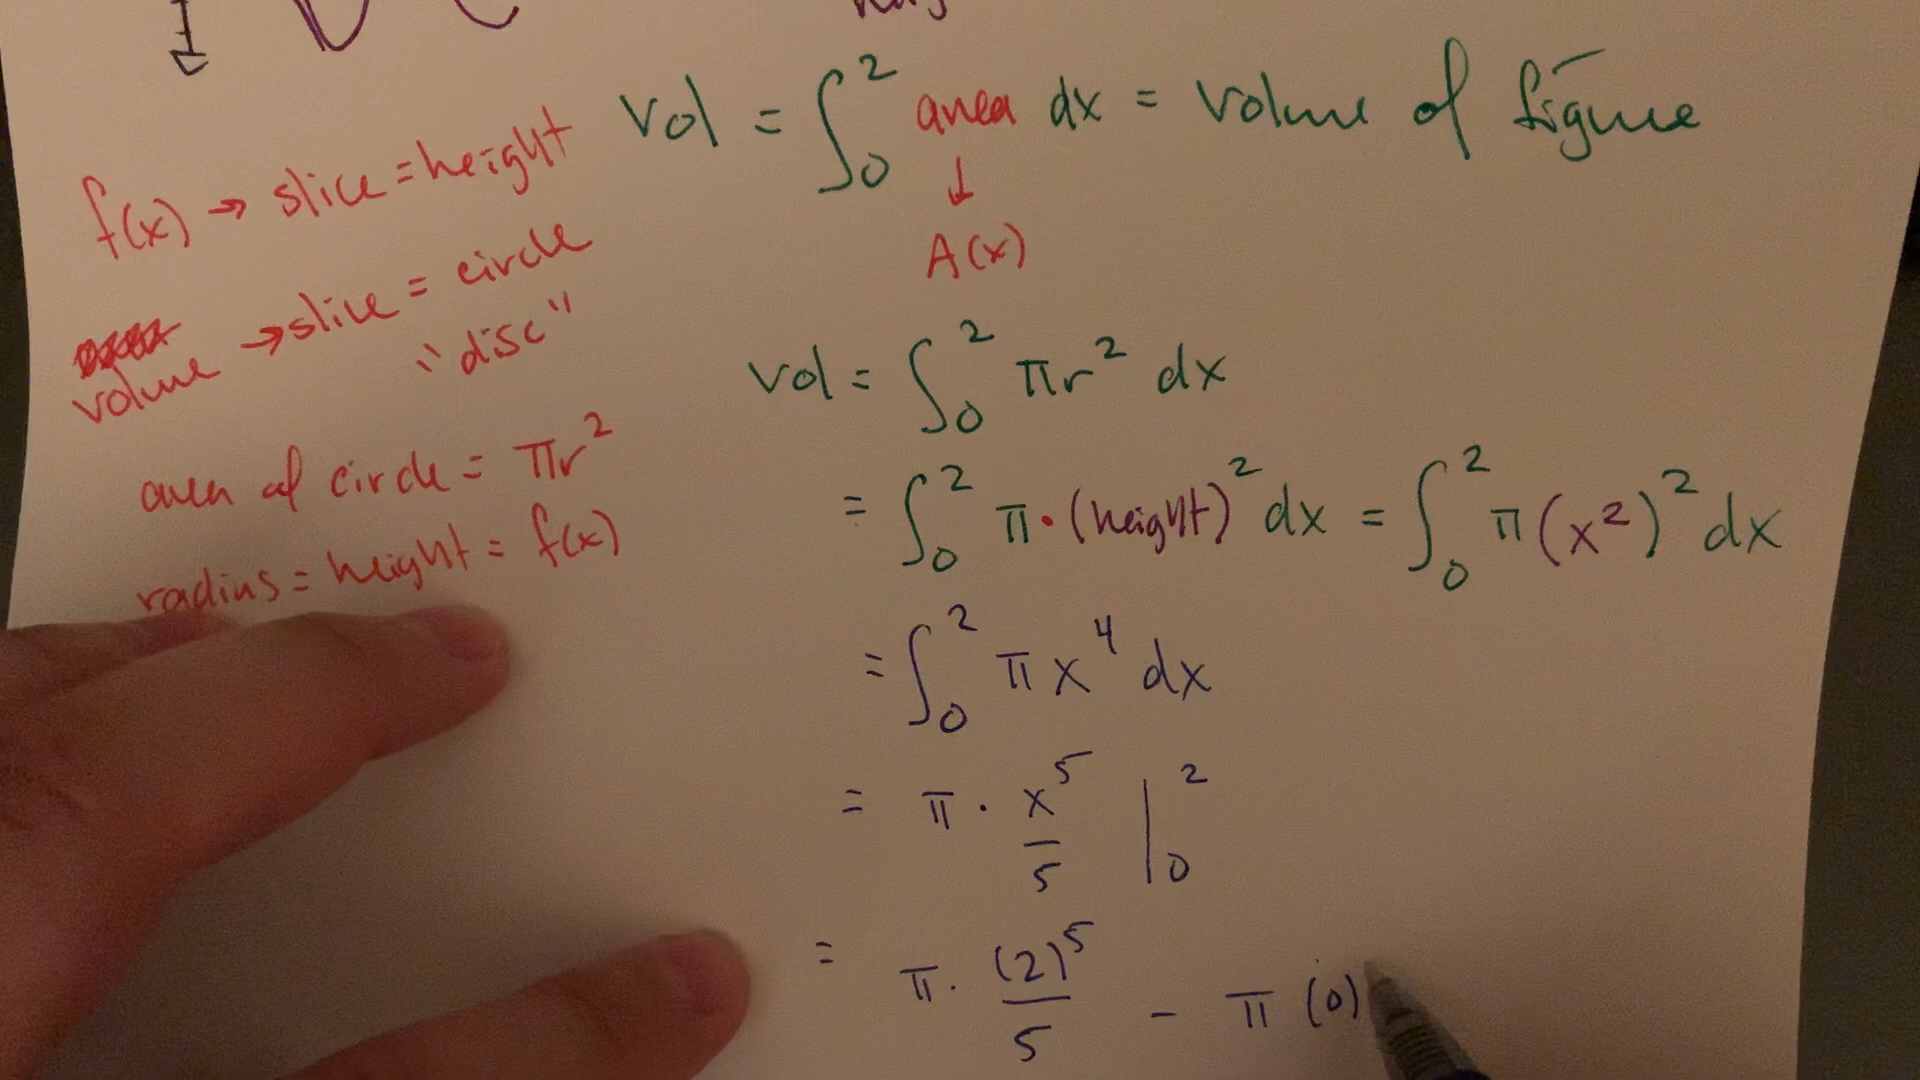 Vol = ∫₀² area dx = volume of figure
↓
A(x)
f(x) → slice = height
volume → slice = circle
"disc"
area of circle = πr²
radius = height = f(x)
vol = ∫₀² πr² dx
= ∫₀² π · (height)² dx = ∫₀² π (x²)² dx
= ∫₀² π x⁴ dx
= π · x⁵/5 |₀²
= π · (2)⁵/5 - π (0)